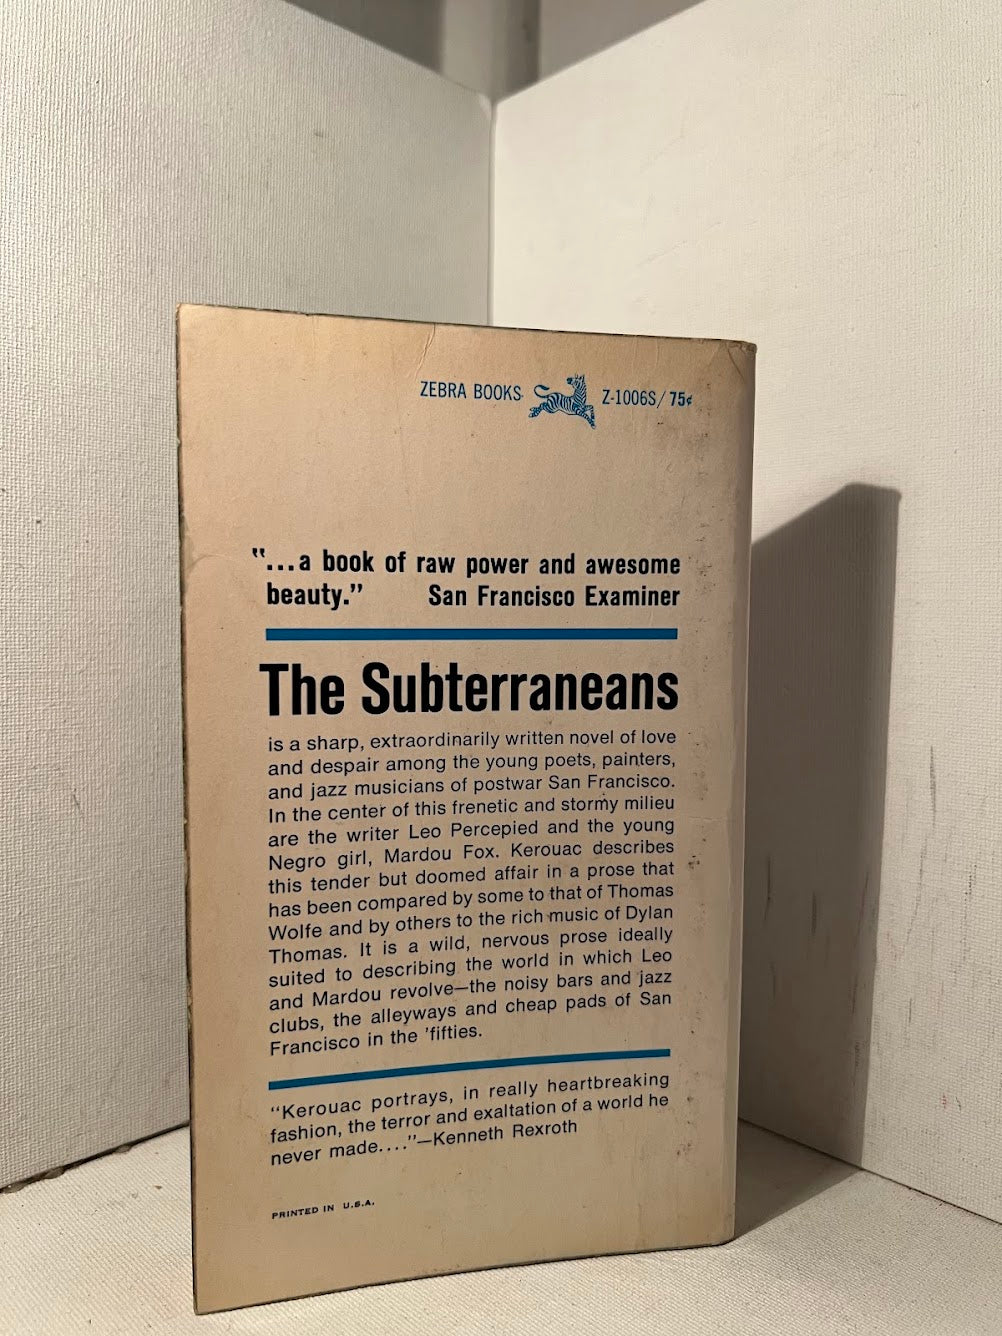 ZEBRA BOOKS Z-1006S/75¢
"...a book of raw power and awesome
beauty." San Francisco Examiner
The Subterraneans
is a sharp, extraordinarily written novel of love
and despair among the young poets, painters,
and jazz musicians of postwar San Francisco.
In the center of this frenetic and stormy milieu
are the writer Leo Percepied and the young
Negro girl, Mardou Fox. Kerouac describes
this tender but doomed affair in a prose that
has been compared by some to that of Thomas
Wolfe and by others to the rich music of Dylan
Thomas. It is a wild, nervous prose ideally
suited to describing the world in which Leo
and Mardou revolve—the noisy bars and jazz
clubs, the alleyways and cheap pads of San
Francisco in the 'fifties.
"Kerouac portrays, in really heartbreaking
fashion, the terror and exaltation of a world he
never made...."—Kenneth Rexroth
PRINTED IN U.S.A.